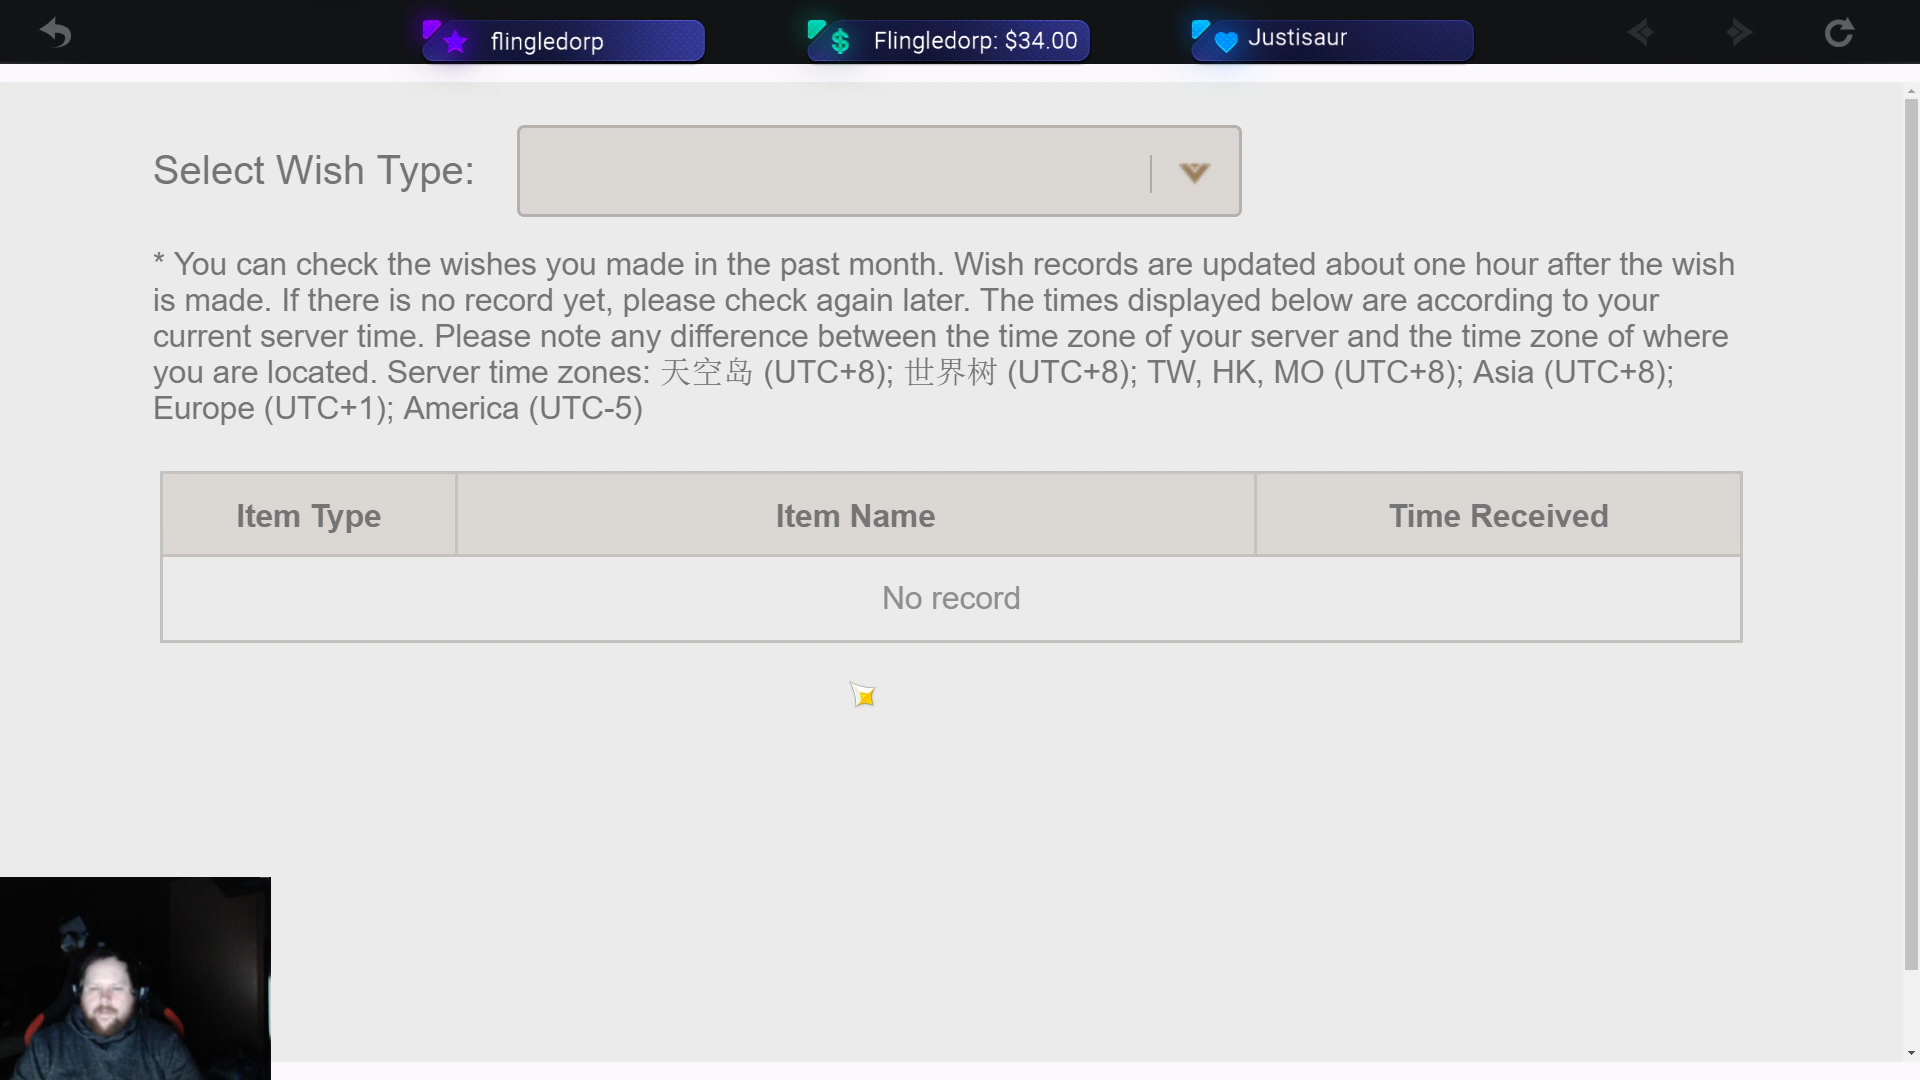 flingledorp
Flingledorp: $34.00
Justisaur
Select Wish Type:
* You can check the wishes you made in the past month. Wish records are updated about one hour after the wish
is made. If there is no record yet, please check again later. The times displayed below are according to your
current server time. Please note any difference between the time zone of your server and the time zone of where
you are located. Server time zones: 天空岛 (UTC+8); 世界树 (UTC+8); TW, HK, MO (UTC+8); Asia (UTC+8);
Europe (UTC+1); America (UTC-5)
Item Type
Item Name
Time Received
No record